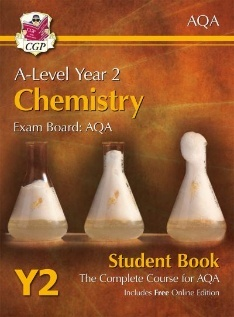 CGP
AQA
A-Level Year 2
Chemistry
Exam Board: AQA
Student Book
Y2
The Complete Course for AQA
Includes Free Online Edition